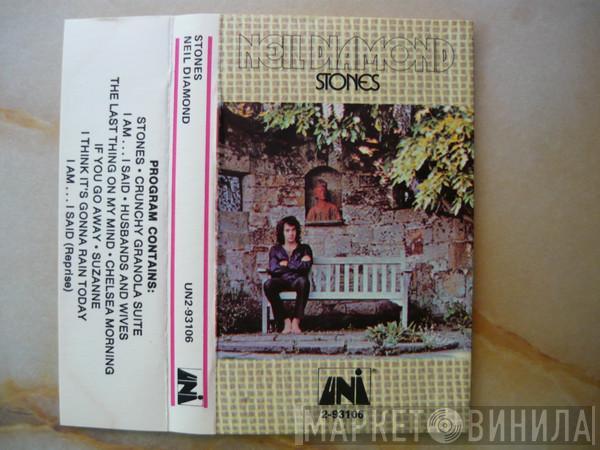 PROGRAM CONTAINS:
STONES • CRUNCHY GRANOLA SUITE
I AM . . . I SAID • HUSBANDS AND WIVES
THE LAST THING ON MY MIND • CHELSEA MORNING
IF YOU GO AWAY • SUZANNE
I THINK IT'S GONNA RAIN TODAY
I AM . . . I SAID (Reprise)
STONES
NEIL DIAMOND
UN2-93106
UNI
NEIL DIAMOND
STONES
UNI
2-93106
МАРКЕТ ВИНИЛА